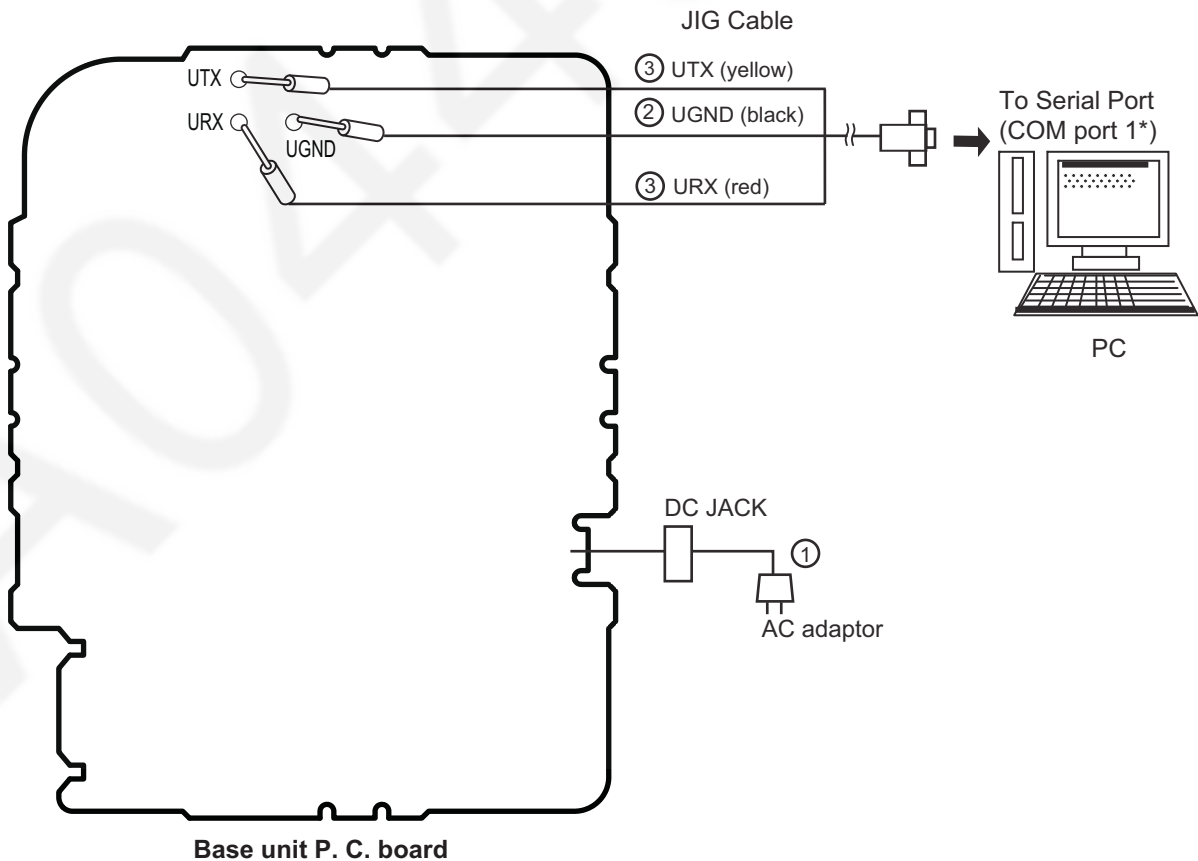 JIG Cable
UTX
③ UTX (yellow)
② UGND (black)
URX
UGND
③ URX (red)
To Serial Port
(COM port 1*)
PC
DC JACK
①
AC adaptor
Base unit P. C. board